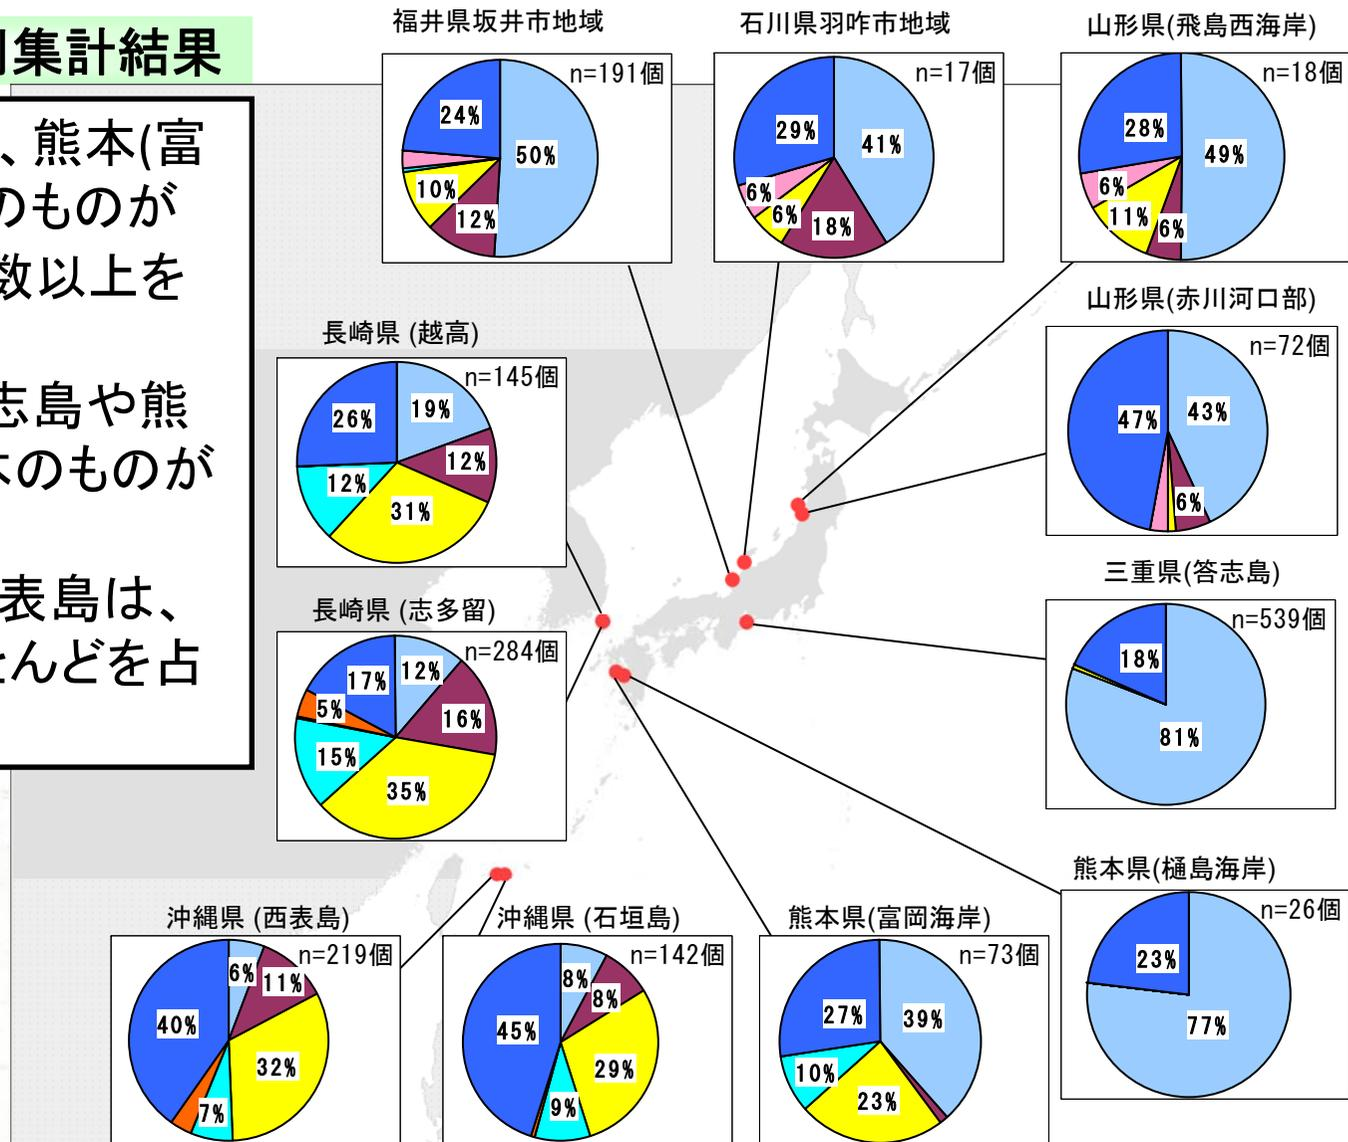 別集計結果
、熊本(富
のものが
数以上を
志島や熊
本のものが
表島は、
とんどを占
福井県坂井市地域
n=191個
50%
12%
10%
24%
石川県羽咋市地域
n=17個
41%
18%
6%
6%
29%
山形県(飛島西海岸)
n=18個
49%
6%
11%
6%
28%
山形県(赤川河口部)
n=72個
43%
6%
47%
長崎県 (越高)
n=145個
19%
12%
31%
12%
26%
三重県(答志島)
n=539個
81%
18%
長崎県 (志多留)
n=284個
12%
16%
35%
15%
5%
17%
熊本県(樋島海岸)
n=26個
77%
23%
沖縄県 (西表島)
n=219個
6%
11%
32%
7%
40%
沖縄県 (石垣島)
n=142個
8%
8%
29%
9%
45%
熊本県(富岡海岸)
n=73個
39%
23%
10%
27%